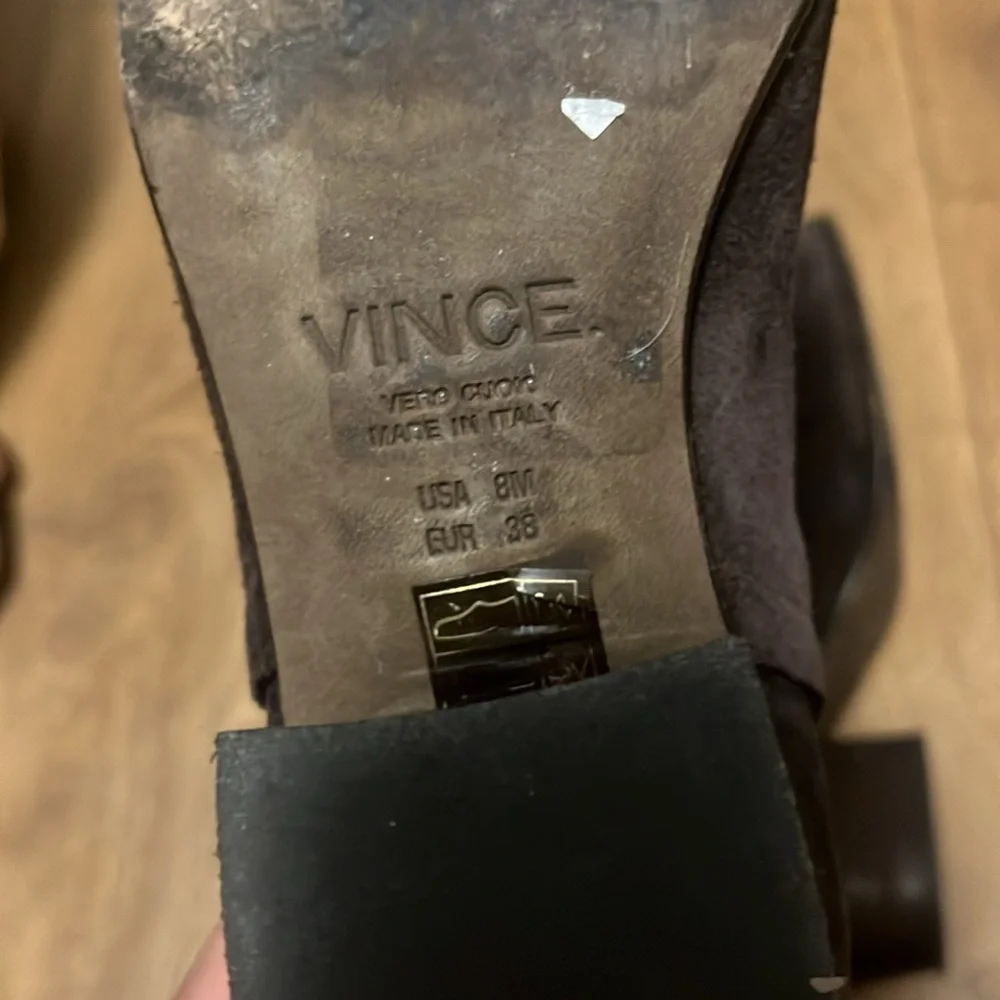 VINCE.
VERO CUOIO
MADE IN ITALY
USA 8M
EUR 38